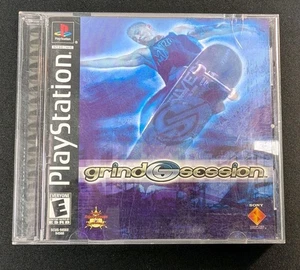 PlayStation
grind session
EVERYONE
E
ESRB
SONY